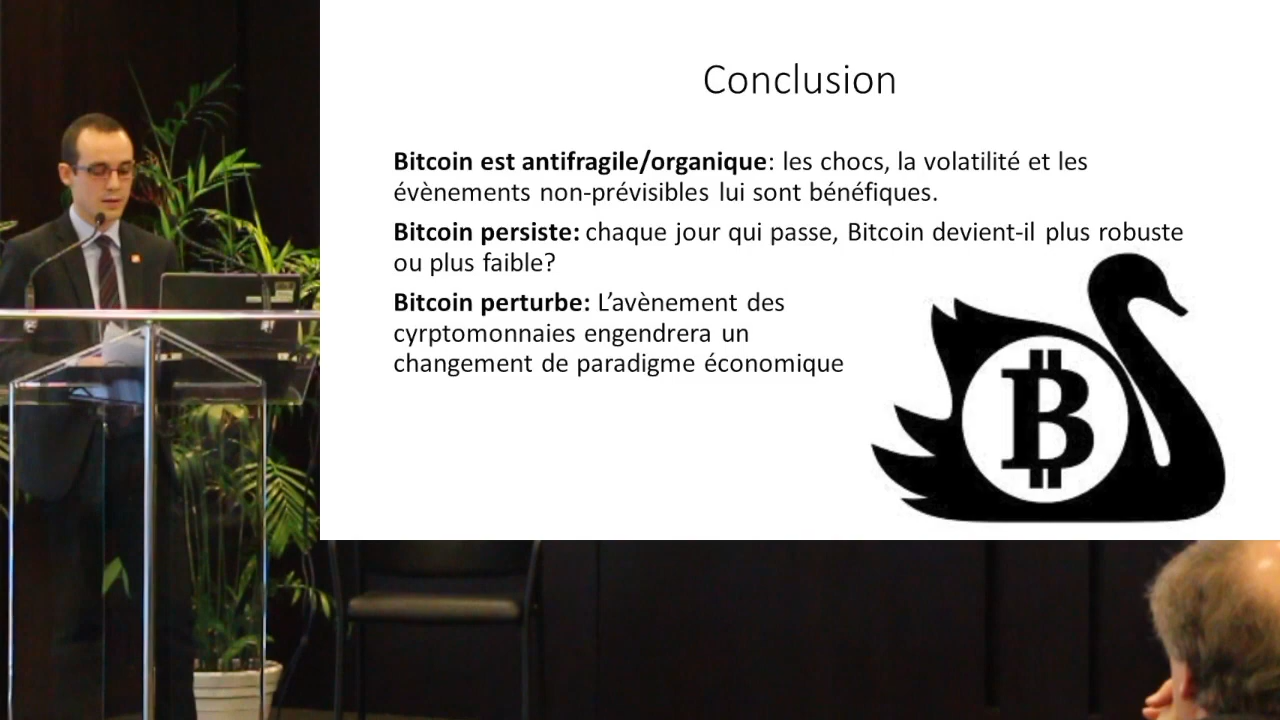 Conclusion
Bitcoin est antifragile/organique: les chocs, la volatilité et les
évènements non-prévisibles lui sont bénéfiques.
Bitcoin persiste: chaque jour qui passe, Bitcoin devient-il plus robuste
ou plus faible?
Bitcoin perturbe: L’avènement des
cyrptomonnaies engendrera un
changement de paradigme économique